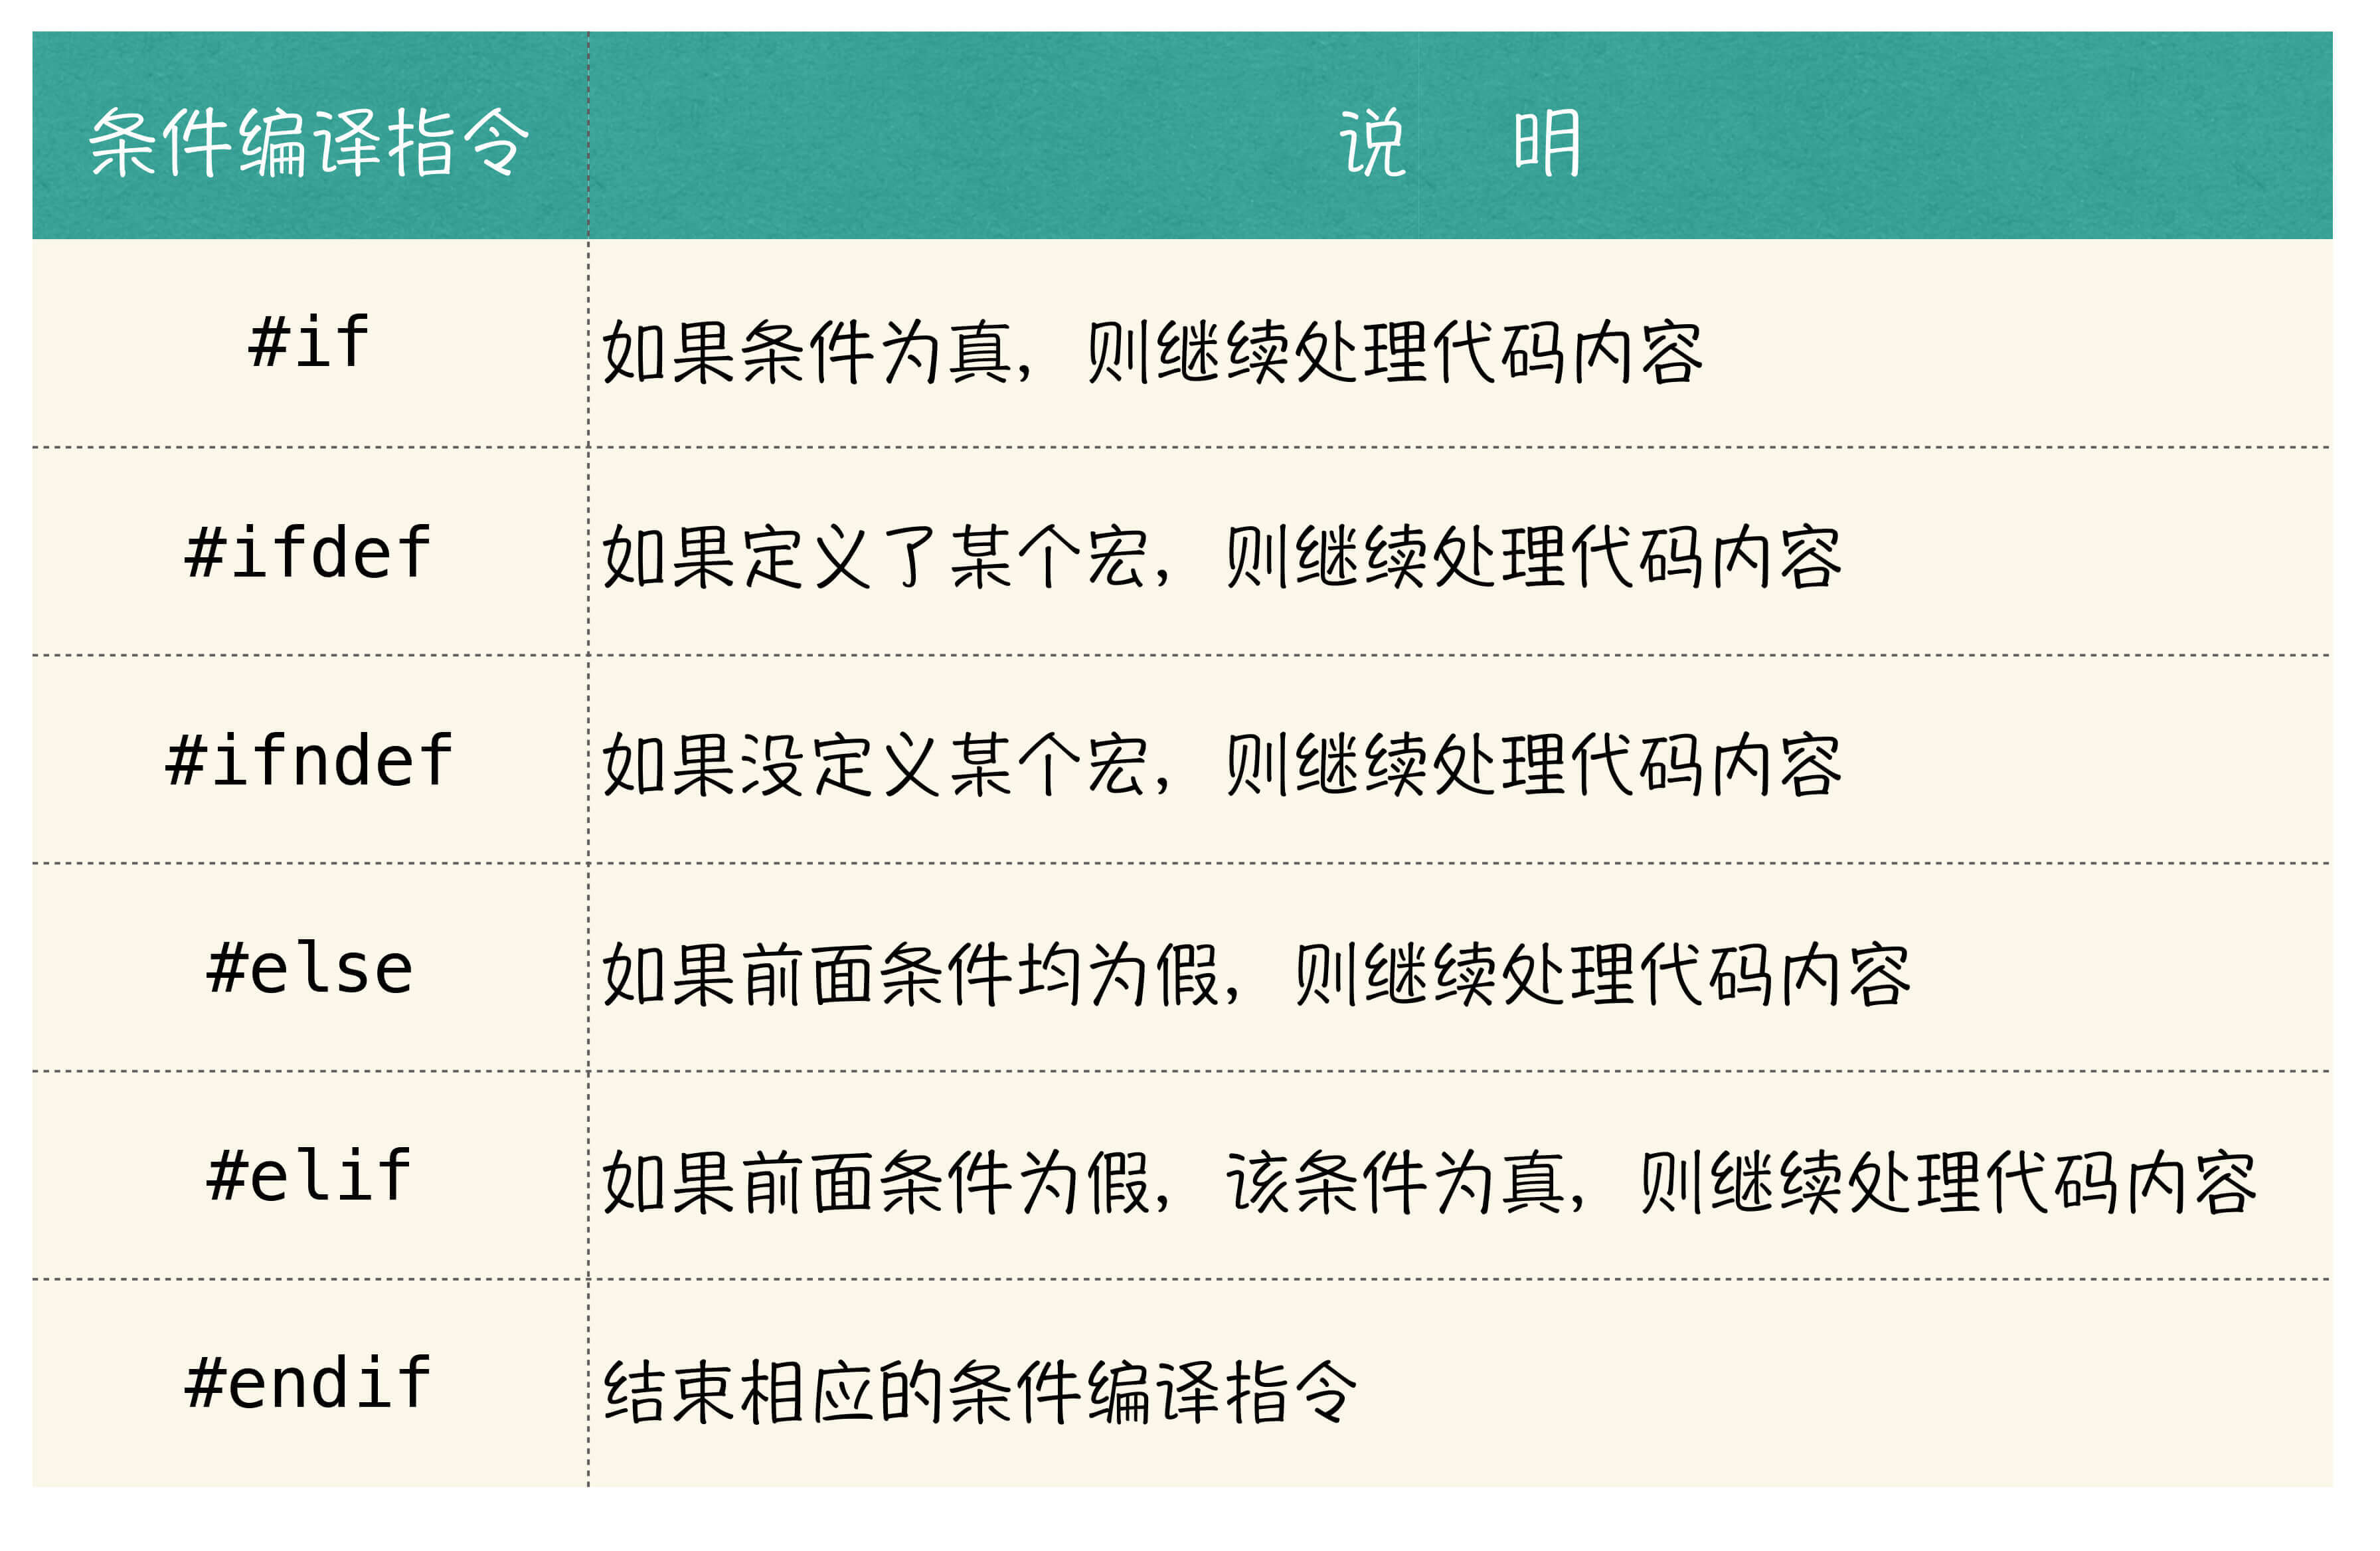 条件编译指令 说 明
#if 如果条件为真，则继续处理代码内容
#ifdef 如果定义了某个宏，则继续处理代码内容
#ifndef 如果没定义某个宏，则继续处理代码内容
#else 如果前面条件均为假，则继续处理代码内容
#elif 如果前面条件为假，该条件为真，则继续处理代码内容
#endif 结束相应的条件编译指令